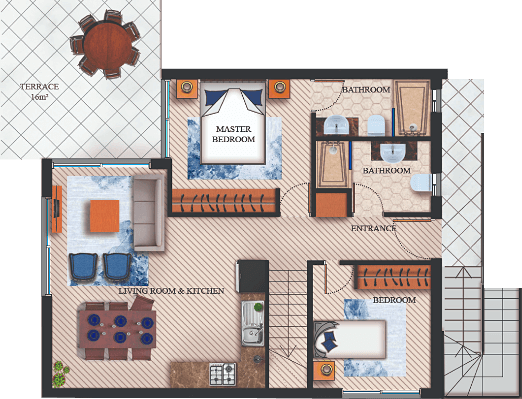 TERRACE
16m²
BATHROOM
MASTER
BEDROOM
BATHROOM
ENTRANCE
LIVING ROOM & KITCHEN
BEDROOM